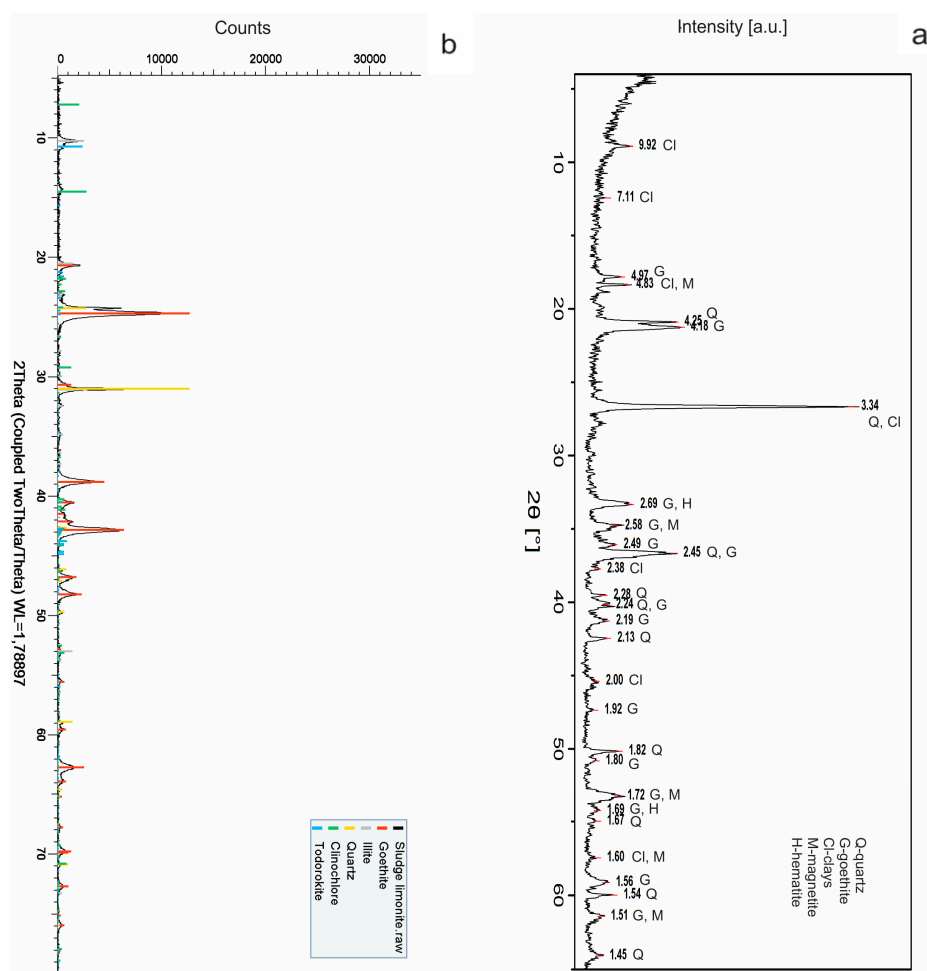 Counts
b
0
10000
20000
30000
10
20
30
40
50
60
70
2Theta (Coupled TwoTheta/Theta) WL=1,78897
Sludge limonite.raw
Goethite
Illite
Quartz
Clinochlore
Todorokite
Intensity [a.u.]
a
10
20
30
40
50
60
2θ [°]
9.92 Cl
7.11 Cl
4.97 G
4.83 Cl, M
4.25 Q
4.18 G
3.34
Q, Cl
2.69 G, H
2.58 G, M
2.49 G
2.45 Q, G
2.38 Cl
2.28 Q
2.24 Q, G
2.19 G
2.13 Q
2.00 Cl
1.92 G
1.82 Q
1.80
G
1.72 G, M
1.69 G, H
1.67 Q
1.60 Cl, M
1.56 G
1.54 Q
1.51 G, M
1.45 Q
Q-quartz
G-goethite
Cl-clays
M-magnetite
H-hematite